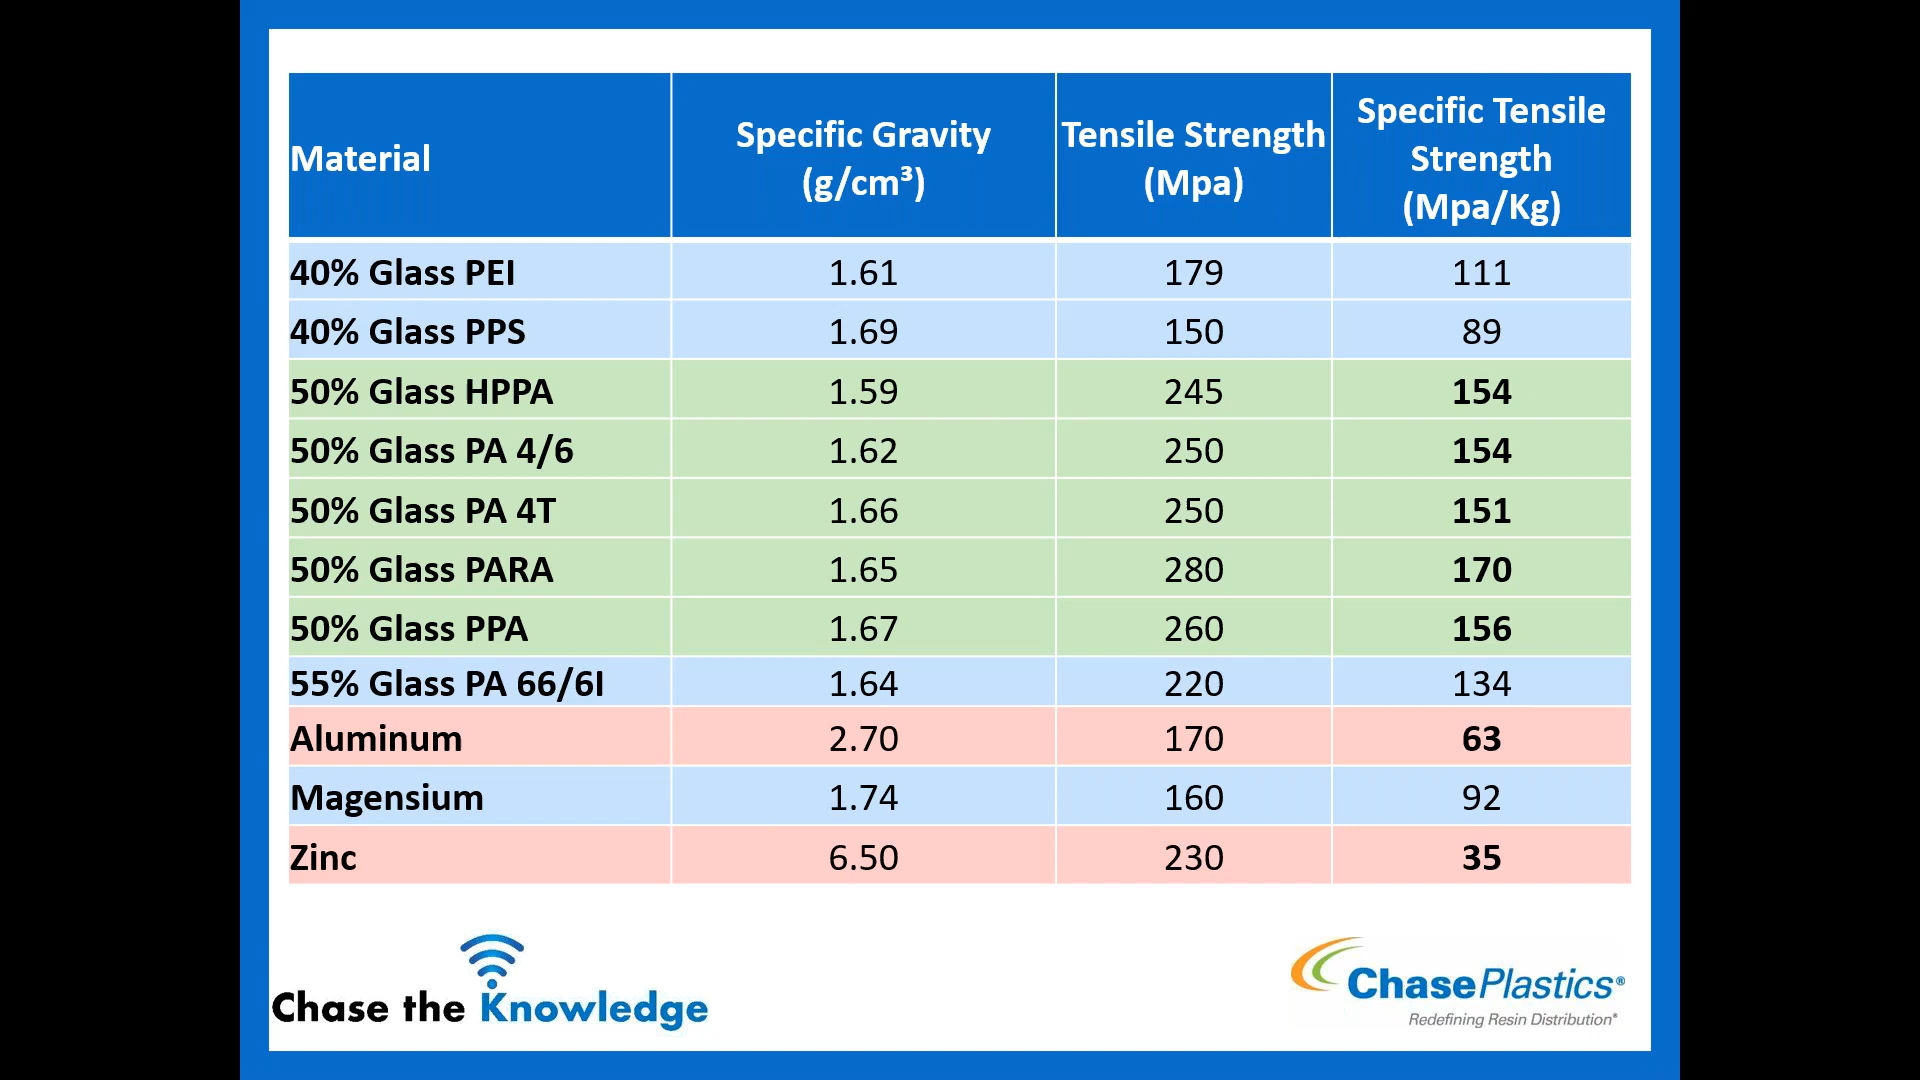 Material Specific Gravity (g/cm³) Tensile Strength (Mpa) Specific Tensile Strength (Mpa/Kg)
40% Glass PEI 1.61 179 111
40% Glass PPS 1.69 150 89
50% Glass HPPA 1.59 245 154
50% Glass PA 4/6 1.62 250 154
50% Glass PA 4T 1.66 250 151
50% Glass PARA 1.65 280 170
50% Glass PPA 1.67 260 156
55% Glass PA 66/6I 1.64 220 134
Aluminum 2.70 170 63
Magensium 1.74 160 92
Zinc 6.50 230 35
Chase the Knowledge
ChasePlastics®
Redefining Resin Distribution®